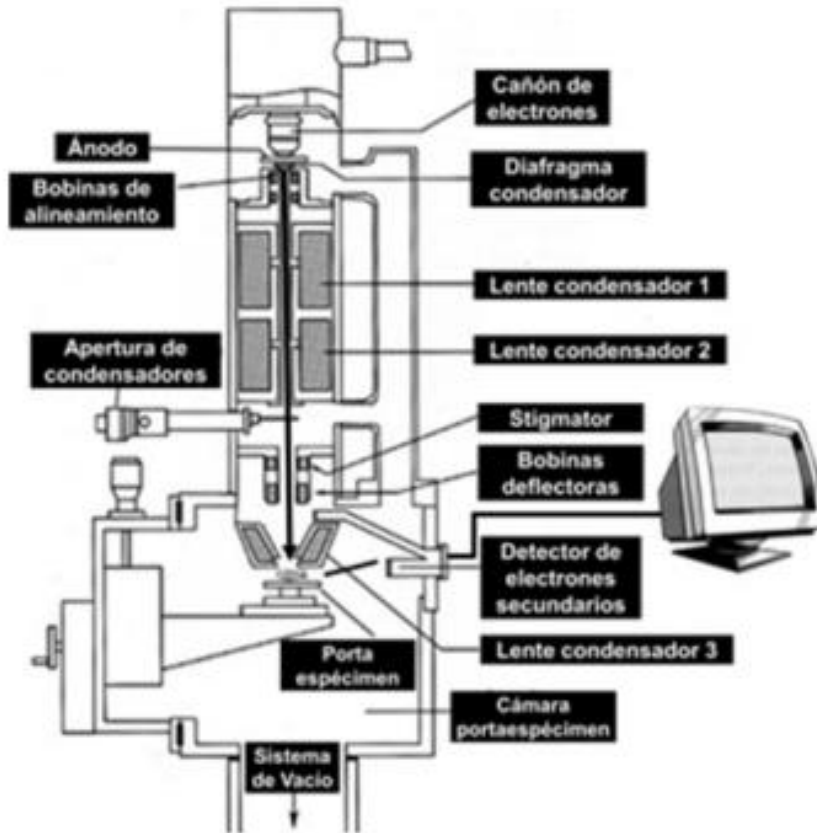 Cañón de
electrones
Ánodo
Diafragma
condensador
Bobinas de
alineamiento
Lente condensador 1
Apertura de
condensadores
Lente condensador 2
Stigmator
Bobinas
deflectoras
Detector de
electrones
secundarios
Lente condensador 3
Porta
espécimen
Cámara
portaespécimen
Sistema
de Vacío